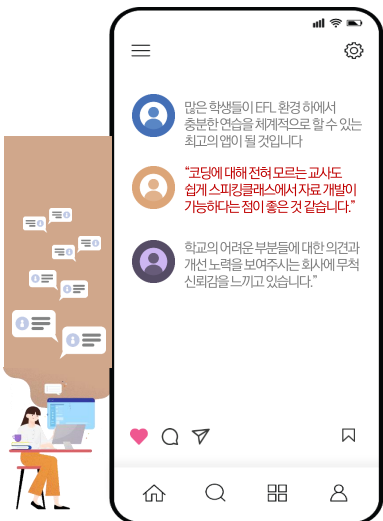 많은 학생들이 EFL 환경 하에서
충분한 연습을 체계적으로 할 수 있는
최고의 앱이 될 것입니다
“코딩에 대해 전혀 모르는 교사도
쉽게 스피킹클래스에서 자료 개발이
가능하다는 점이 좋은 것 같습니다.”
학교의 어려운 부분들에 대한 의견과
개선 노력을 보여주시는 회사에 무척
신뢰감을 느끼고 있습니다.”